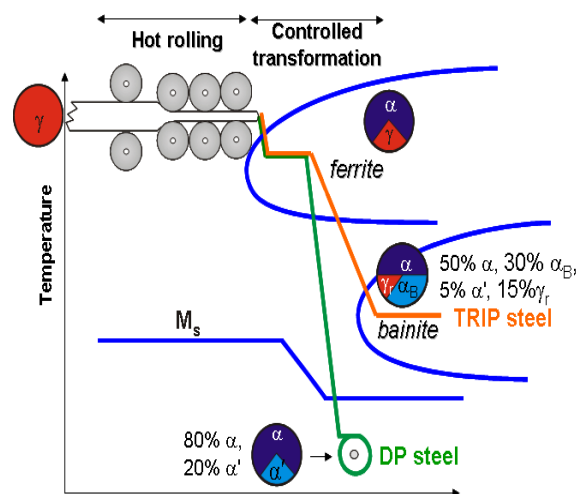 Hot rolling
Controlled
transformation
γ
α
γ
ferrite
Temperature
α
γr αB
50% α, 30% αB,
5% α', 15%γr
TRIP steel
bainite
Ms
80% α,
20% α'
α
α'
DP steel